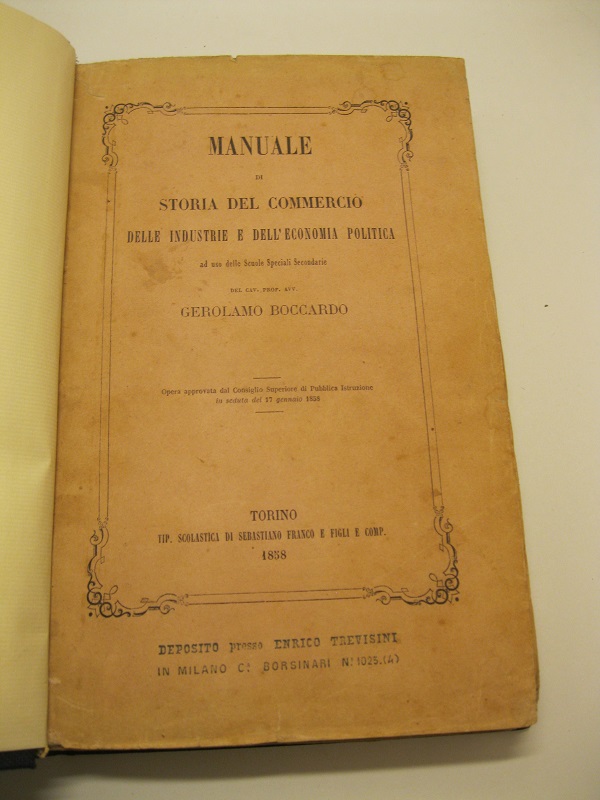 MANUALE
DI
STORIA DEL COMMERCIO
DELLE INDUSTRIE E DELL'ECONOMIA POLITICA
ad uso delle Scuole Speciali Secondarie
DEL CAV. PROF. AVV.
GEROLAMO BOCCARDO
Opera approvata dal Consiglio Superiore di Pubblica Istruzione
in seduta del 17 gennaio 1858
TORINO
TIP. SCOLASTICA DI SEBASTIANO FRANCO E FIGLI E COMP.
1858
DEPOSITO presso ENRICO TREVISINI
IN MILANO C! BORSINARI N! 1025.(A)